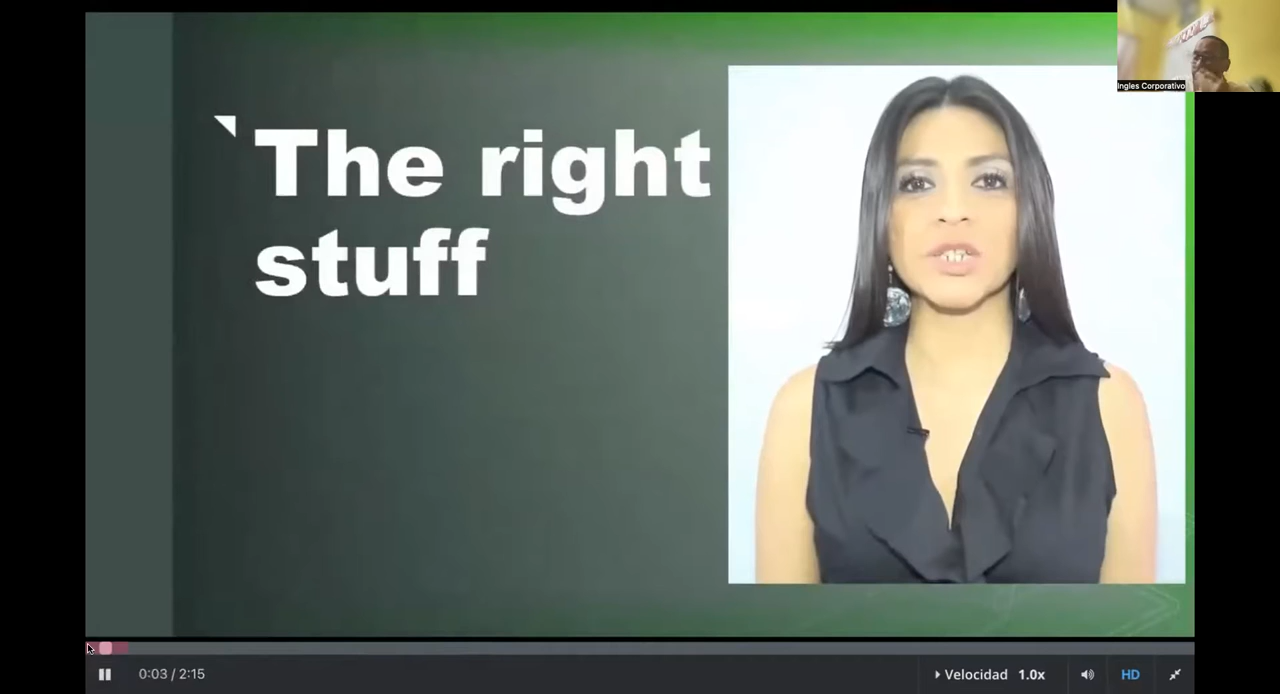 The right
stuff
Ingles Corporativo
0:03 / 2:15
Velocidad 1.0x
HD